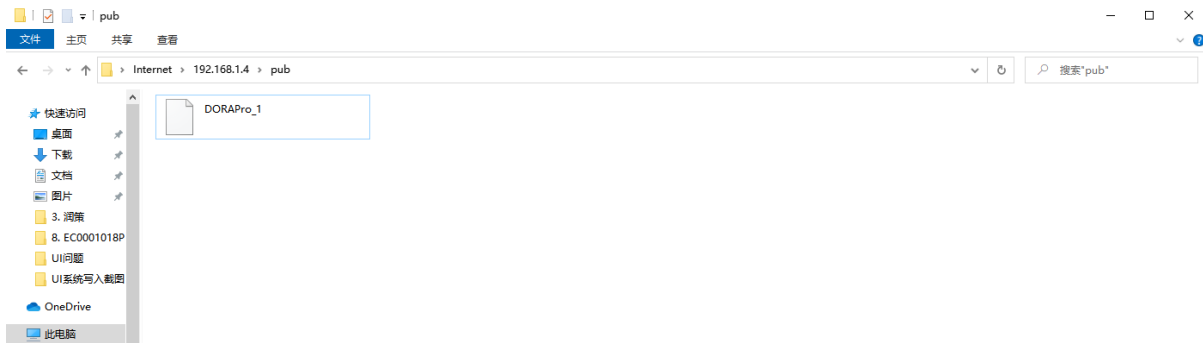 pub
文件 主页 共享 查看
Internet 192.168.1.4 pub 搜索"pub"
快速访问
DORAPro_1
桌面
下载
文档
图片
3. 润策
8. EC0001018P
UI问题
UI系统写入截图
OneDrive
此电脑